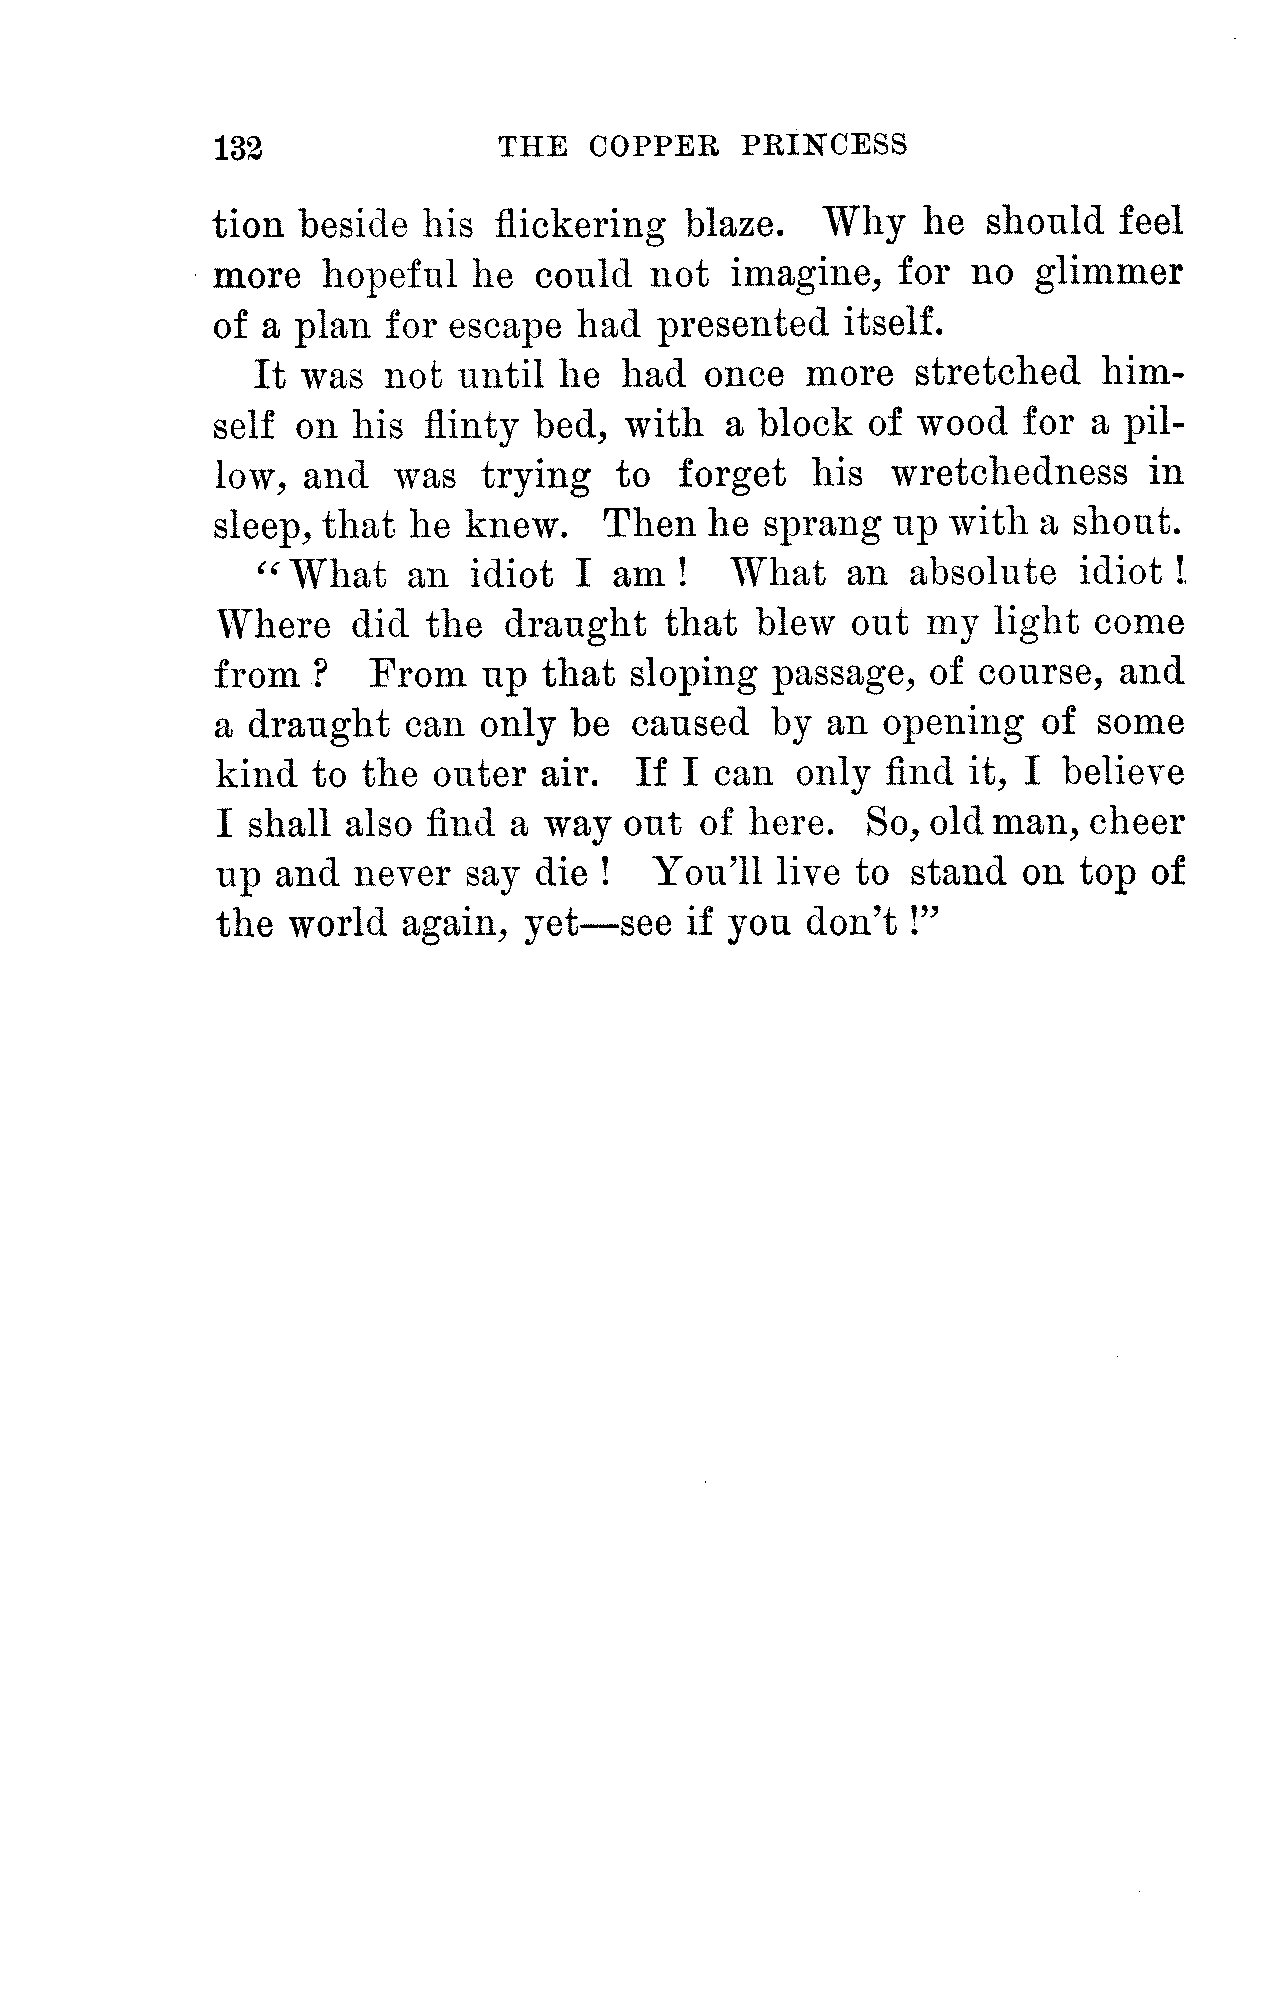 132 THE COPPER PRINCESS
tion beside his flickering blaze. Why he should feel
more hopeful he could not imagine, for no glimmer
of a plan for escape had presented itself.
It was not until he had once more stretched him-
self on his flinty bed, with a block of wood for a pil-
low, and was trying to forget his wretchedness in
sleep, that he knew. Then he sprang up with a shout.
“What an idiot I am! What an absolute idiot!
Where did the draught that blew out my light come
from? From up that sloping passage, of course, and
a draught can only be caused by an opening of some
kind to the outer air. If I can only find it, I believe
I shall also find a way out of here. So, old man, cheer
up and never say die! You'll live to stand on top of
the world again, yet—see if you don't!”